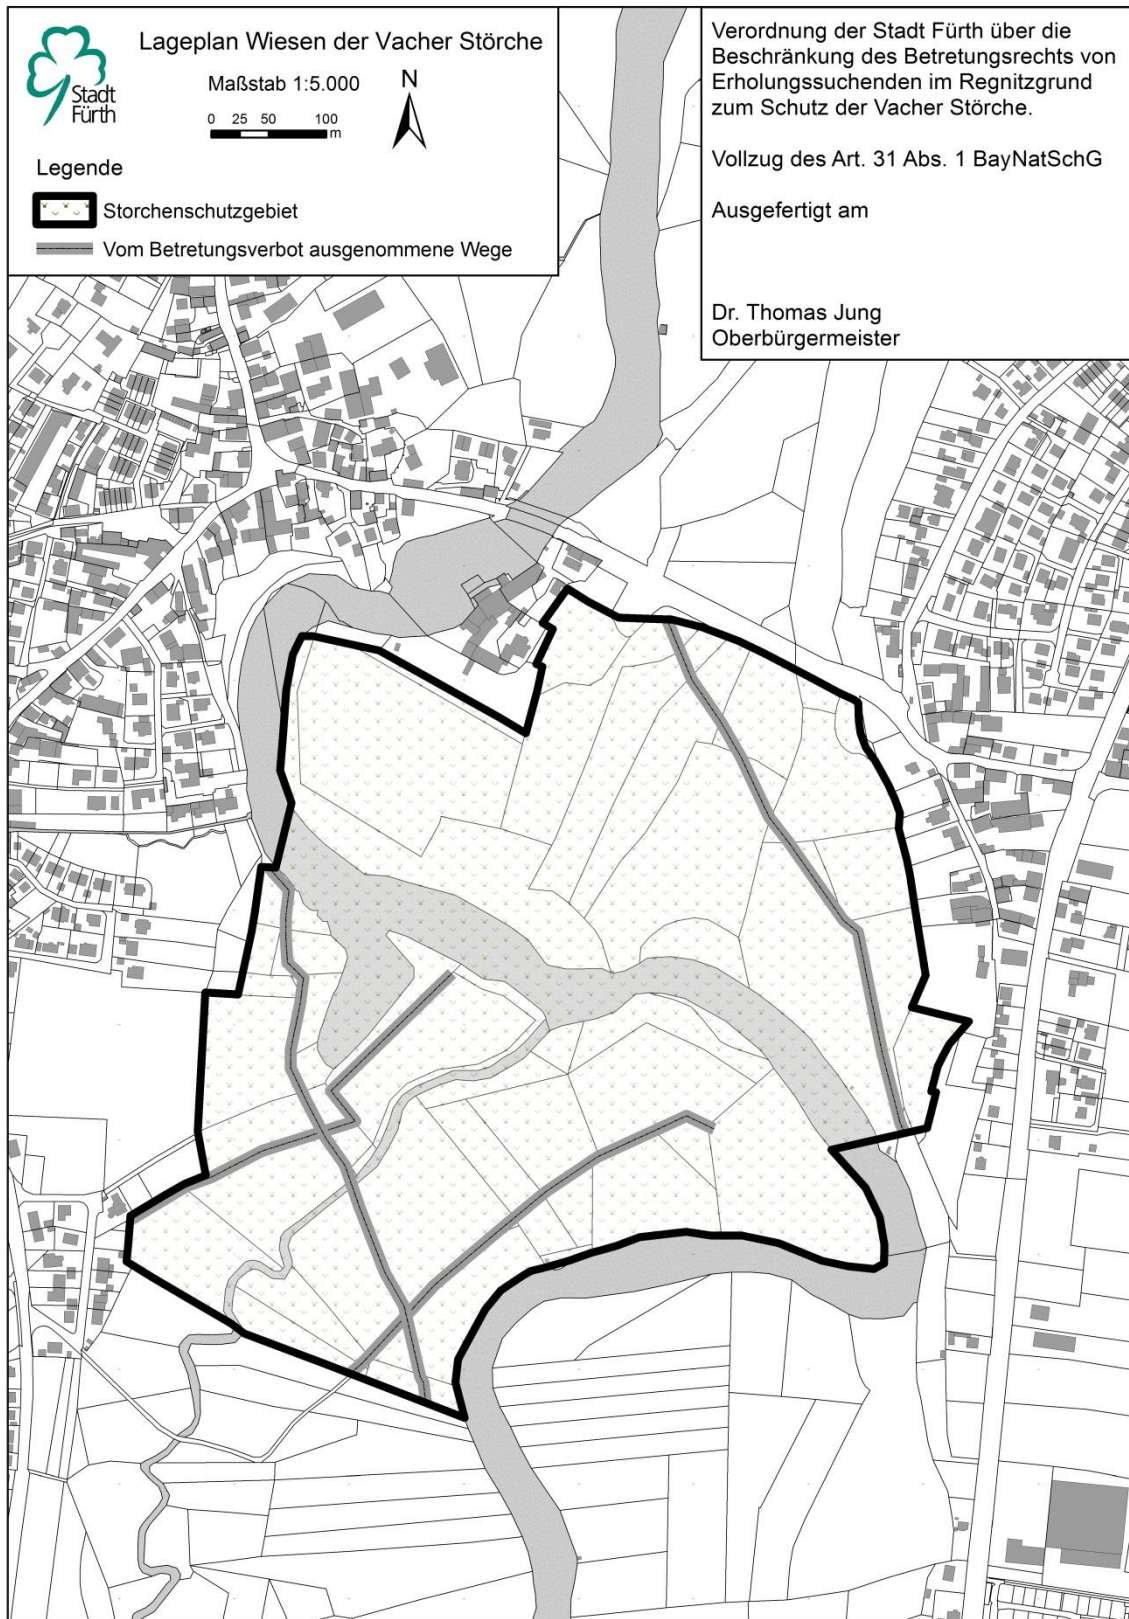 Stadt
Fürth
Lageplan Wiesen der Vacher Störche
Maßstab 1:5.000
N
0 25 50 100
m
Legende
Storchenschutzgebiet
Vom Betretungsverbot ausgenommene Wege
Verordnung der Stadt Fürth über die
Beschränkung des Betretungsrechts von
Erholungssuchenden im Regnitzgrund
zum Schutz der Vacher Störche.
Vollzug des Art. 31 Abs. 1 BayNatSchG
Ausgefertigt am
Dr. Thomas Jung
Oberbürgermeister